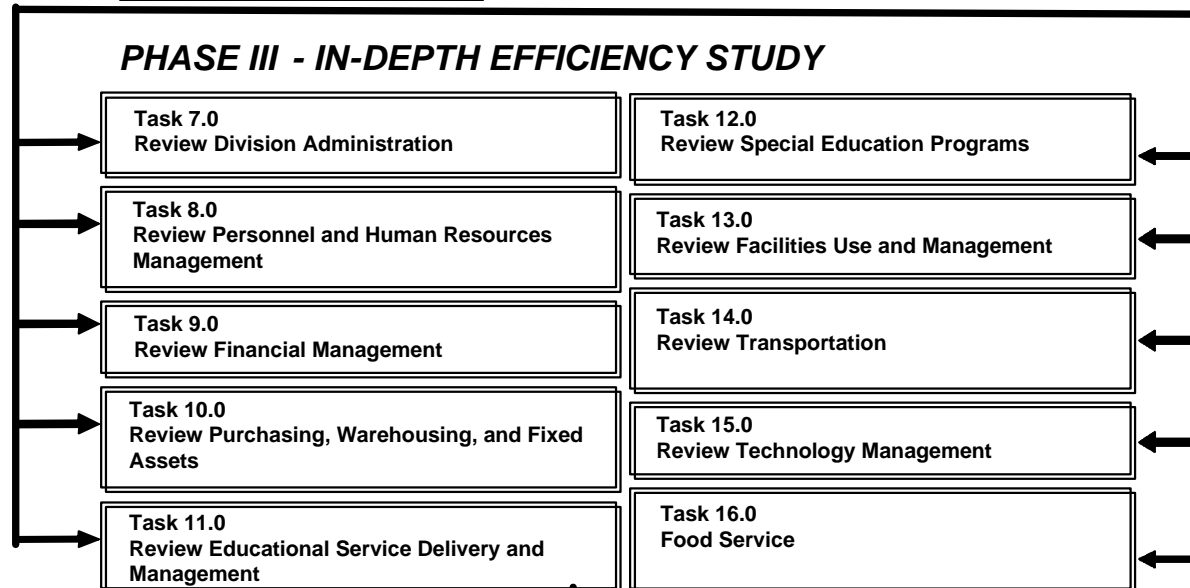 PHASE III - IN-DEPTH EFFICIENCY STUDY
Task 7.0
Review Division Administration
Task 8.0
Review Personnel and Human Resources
Management
Task 9.0
Review Financial Management
Task 10.0
Review Purchasing, Warehousing, and Fixed
Assets
Task 11.0
Review Educational Service Delivery and
Management
Task 12.0
Review Special Education Programs
Task 13.0
Review Facilities Use and Management
Task 14.0
Review Transportation
Task 15.0
Review Technology Management
Task 16.0
Food Service